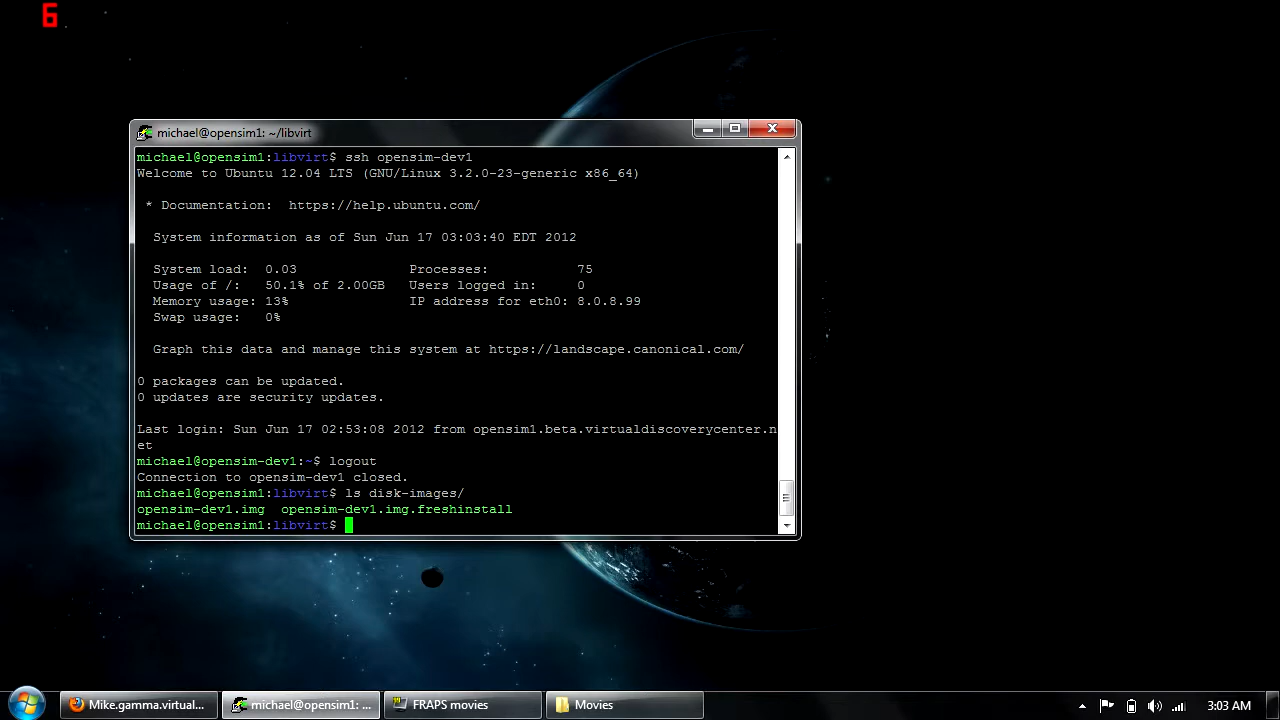 6
michael@opensim1: ~/libvirt
michael@opensim1:libvirt$ ssh opensim-dev1
Welcome to Ubuntu 12.04 LTS (GNU/Linux 3.2.0-23-generic x86_64)
* Documentation:  https://help.ubuntu.com/
System information as of Sun Jun 17 03:03:40 EDT 2012
System load:  0.03              Processes:           75
Usage of /:   50.1% of 2.00GB   Users logged in:     0
Memory usage: 13%               IP address for eth0: 8.0.8.99
Swap usage:   0%
Graph this data and manage this system at https://landscape.canonical.com/
0 packages can be updated.
0 updates are security updates.
Last login: Sun Jun 17 02:53:08 2012 from opensim1.beta.virtualdiscoverycenter.n
et
michael@opensim-dev1:~$ logout
Connection to opensim-dev1 closed.
michael@opensim1:libvirt$ ls disk-images/
opensim-dev1.img  opensim-dev1.img.freshinstall
michael@opensim1:libvirt$
Mike.gamma.virtual... michael@opensim1: ... FRAPS movies Movies 3:03 AM